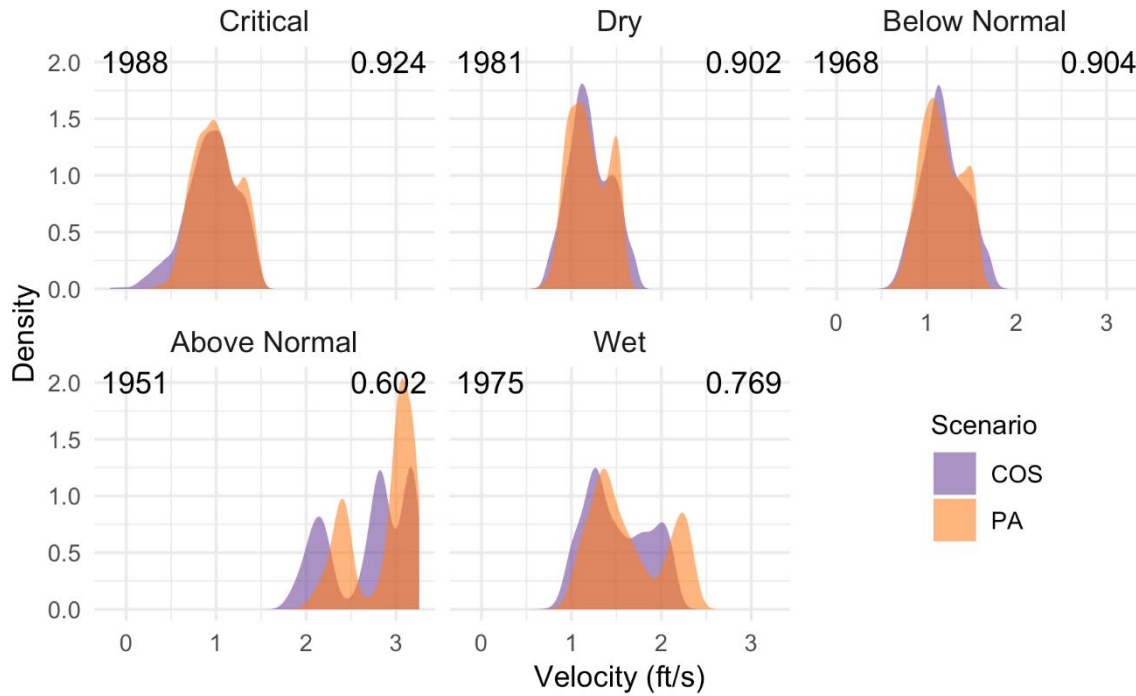 Critical
Dry
Below Normal
1988 0.924
1981 0.902
1968 0.904
2.0
1.5
1.0
0.5
0.0
0 1 2 3
Density
Above Normal
Wet
1951 0.602
1975 0.769
2.0
1.5
1.0
0.5
0.0
0 1 2 3
0 1 2 3
Velocity (ft/s)
Scenario
COS
PA